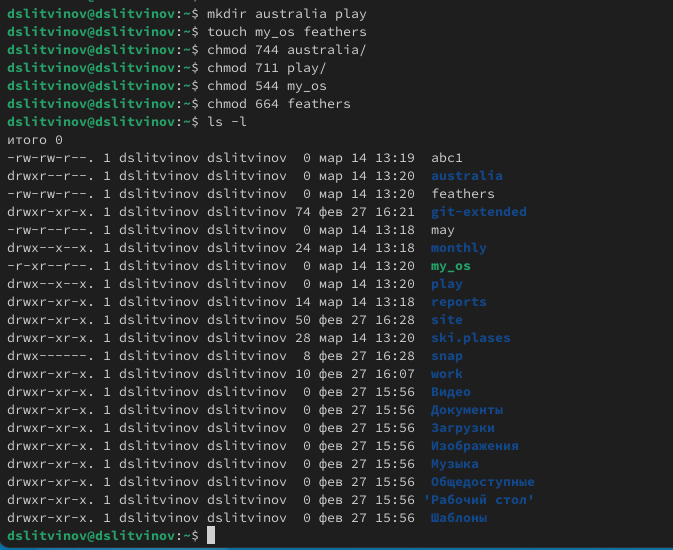 dslitvinov@dslitvinov:~$ mkdir australia play
dslitvinov@dslitvinov:~$ touch my_os feathers
dslitvinov@dslitvinov:~$ chmod 744 australia/
dslitvinov@dslitvinov:~$ chmod 711 play/
dslitvinov@dslitvinov:~$ chmod 544 my_os
dslitvinov@dslitvinov:~$ chmod 664 feathers
dslitvinov@dslitvinov:~$ ls -l
итого 0
-rw-rw-r--. 1 dslitvinov dslitvinov  0 мар 14 13:19  abc1
drwxr--r--. 1 dslitvinov dslitvinov  0 мар 14 13:20  australia
-rw-rw-r--. 1 dslitvinov dslitvinov  0 мар 14 13:20  feathers
drwxr-xr-x. 1 dslitvinov dslitvinov 74 фев 27 16:21  git-extended
-rw-r--r--. 1 dslitvinov dslitvinov  0 мар 14 13:18  may
drwx--x--x. 1 dslitvinov dslitvinov 24 мар 14 13:18  monthly
-r-xr--r--. 1 dslitvinov dslitvinov  0 мар 14 13:20  my_os
drwx--x--x. 1 dslitvinov dslitvinov  0 мар 14 13:20  play
drwxr-xr-x. 1 dslitvinov dslitvinov 14 мар 14 13:18  reports
drwxr-xr-x. 1 dslitvinov dslitvinov 50 фев 27 16:28  site
drwxr-xr-x. 1 dslitvinov dslitvinov 28 мар 14 13:20  ski.plases
drwx------. 1 dslitvinov dslitvinov  8 фев 27 16:28  snap
drwxr-xr-x. 1 dslitvinov dslitvinov 10 фев 27 16:07  work
drwxr-xr-x. 1 dslitvinov dslitvinov  0 фев 27 15:56  Видео
drwxr-xr-x. 1 dslitvinov dslitvinov  0 фев 27 15:56  Документы
drwxr-xr-x. 1 dslitvinov dslitvinov  0 фев 27 15:56  Загрузки
drwxr-xr-x. 1 dslitvinov dslitvinov  0 фев 27 15:56  Изображения
drwxr-xr-x. 1 dslitvinov dslitvinov  0 фев 27 15:56  Музыка
drwxr-xr-x. 1 dslitvinov dslitvinov  0 фев 27 15:56  Общедоступные
drwxr-xr-x. 1 dslitvinov dslitvinov  0 фев 27 15:56 'Рабочий стол'
drwxr-xr-x. 1 dslitvinov dslitvinov  0 фев 27 15:56  Шаблоны
dslitvinov@dslitvinov:~$